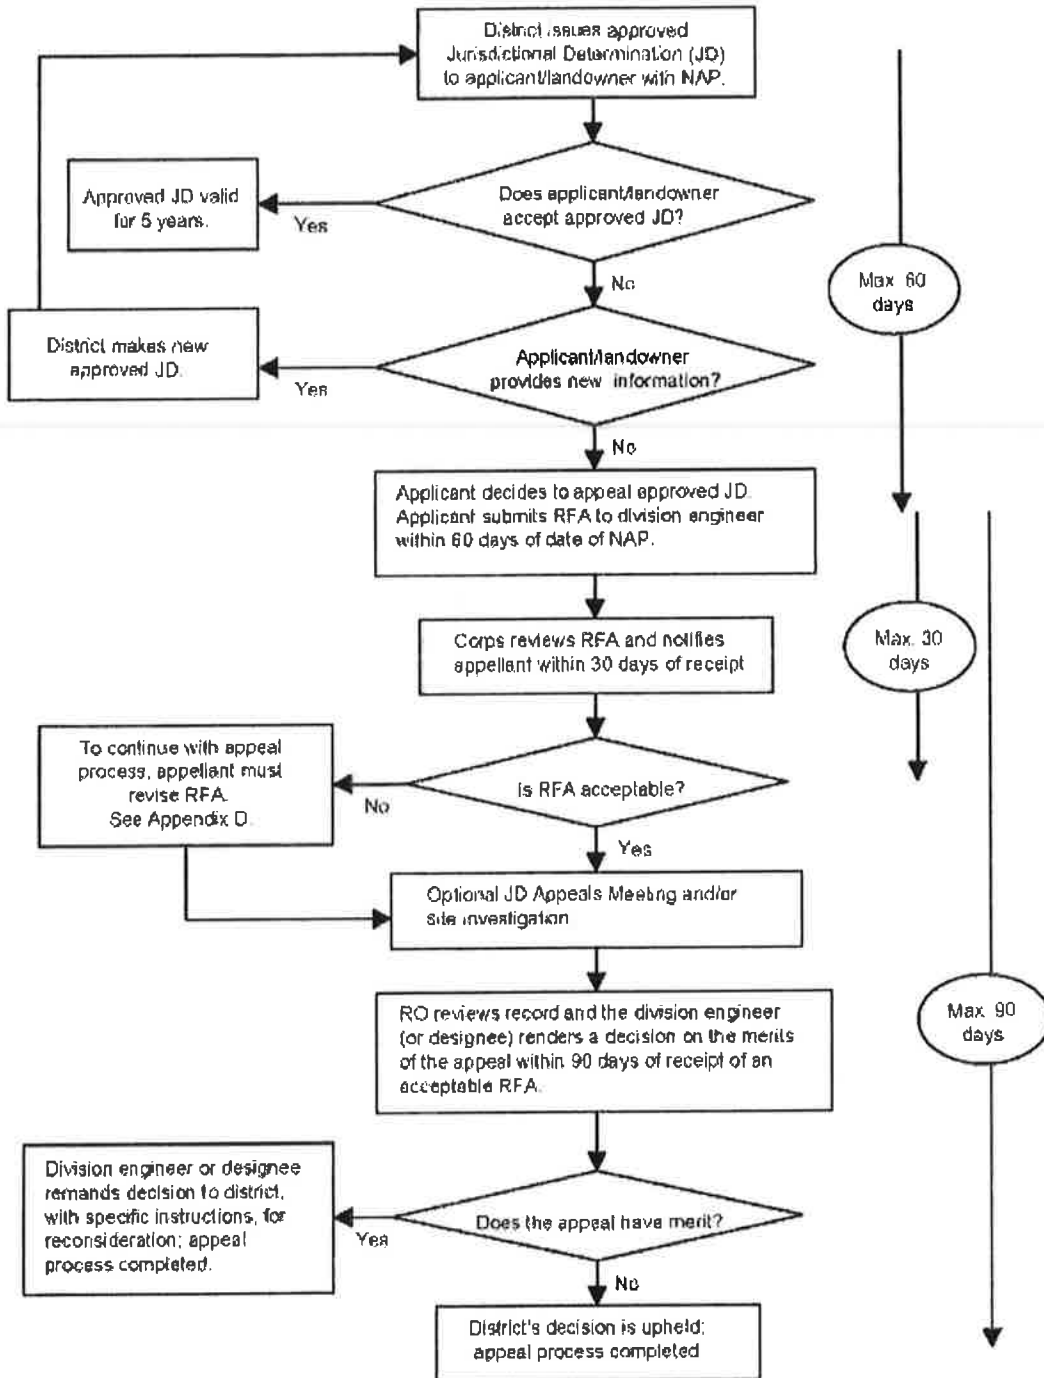 District issues approved
Jurisdictional Determination (JD)
to applicant/landowner with NAP.
Does applicant/landowner
accept approved JD?
Yes
Approved JD valid
for 5 years.
No
Max. 60
days
Applicant/landowner
provides new information?
Yes
District makes new
approved JD.
No
Applicant decides to appeal approved JD.
Applicant submits RFA to division engineer
within 60 days of date of NAP.
Corps reviews RFA and notifies
appellant within 30 days of receipt
Max. 30
days
Is RFA acceptable?
No
To continue with appeal
process, appellant must
revise RFA.
See Appendix D.
Yes
Optional JD Appeals Meeting and/or
site investigation
RO reviews record and the division engineer
(or designee) renders a decision on the merits
of the appeal within 90 days of receipt of an
acceptable RFA.
Max. 90
days
Does the appeal have merit?
Yes
Division engineer or designee
remands decision to district,
with specific instructions, for
reconsideration; appeal
process completed.
No
District's decision is upheld;
appeal process completed